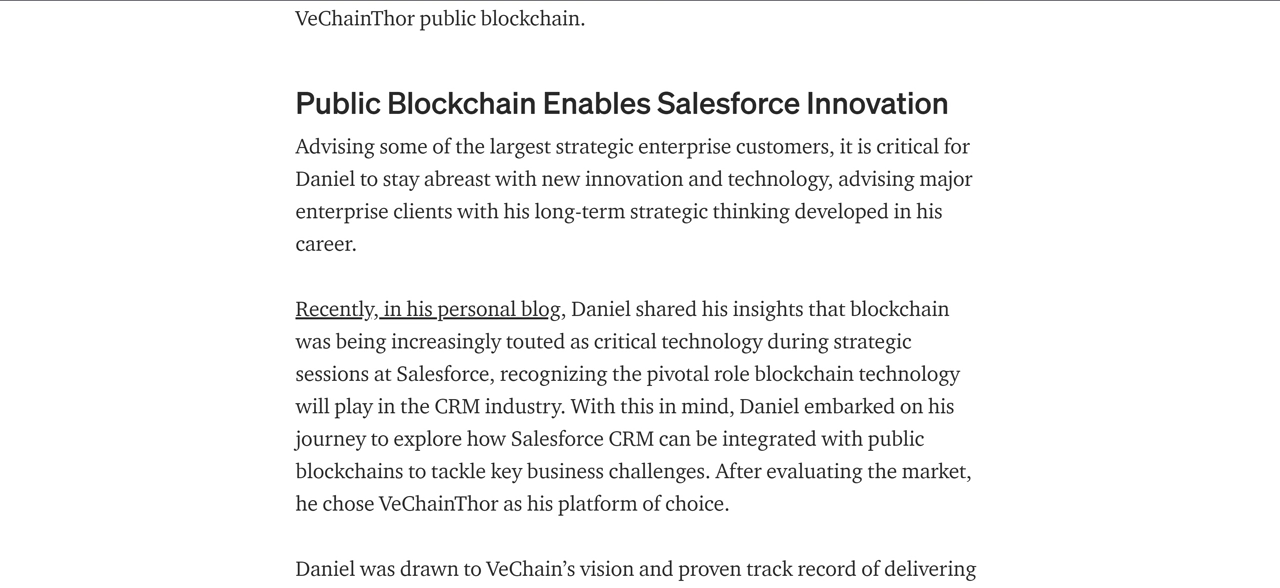 VeChainThor public blockchain.
Public Blockchain Enables Salesforce Innovation
Advising some of the largest strategic enterprise customers, it is critical for
Daniel to stay abreast with new innovation and technology, advising major
enterprise clients with his long-term strategic thinking developed in his
career.
Recently, in his personal blog, Daniel shared his insights that blockchain
was being increasingly touted as critical technology during strategic
sessions at Salesforce, recognizing the pivotal role blockchain technology
will play in the CRM industry. With this in mind, Daniel embarked on his
journey to explore how Salesforce CRM can be integrated with public
blockchains to tackle key business challenges. After evaluating the market,
he chose VeChainThor as his platform of choice.
Daniel was drawn to VeChain’s vision and proven track record of delivering